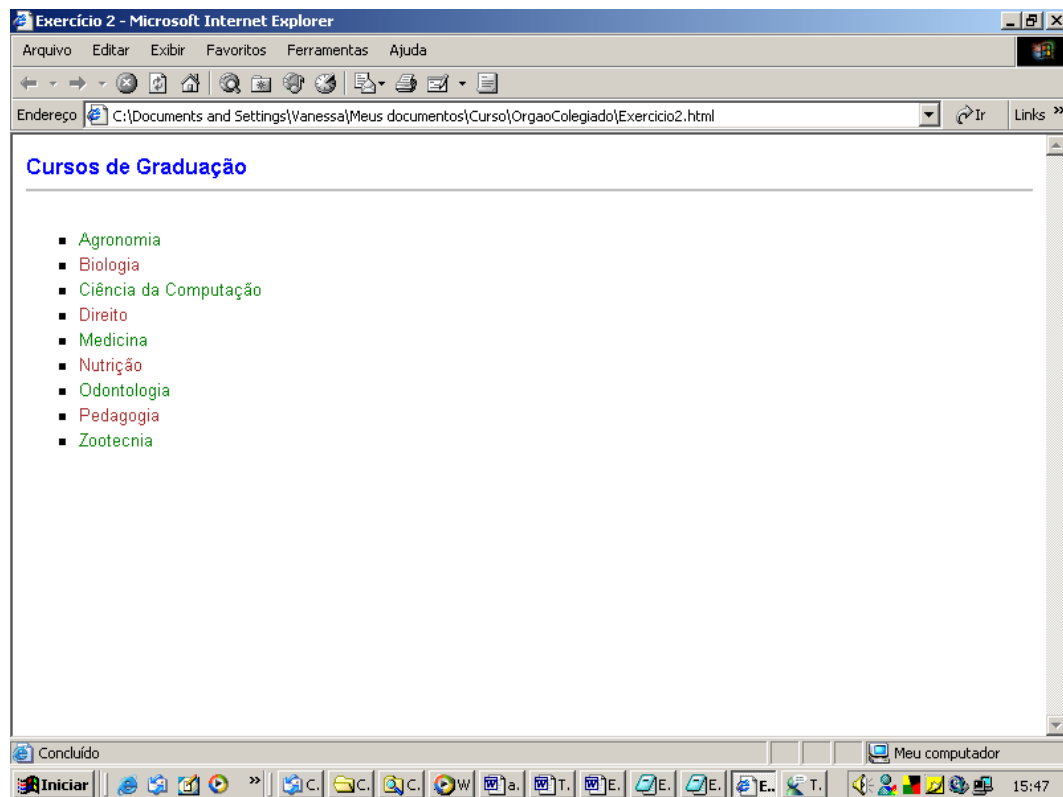 Exercício 2 - Microsoft Internet Explorer
Arquivo Editar Exibir Favoritos Ferramentas Ajuda
Endereço C:\Documents and Settings\Vanessa\Meus documentos\Curso\OrgaoColegiado\Exercicio2.html Ir Links »
Cursos de Graduação
Agronomia
Biologia
Ciência da Computação
Direito
Medicina
Nutrição
Odontologia
Pedagogia
Zootecnia
Concluído Meu computador
Iniciar » C. C. C. W a. T. E. E. E. E.. T. 15:47